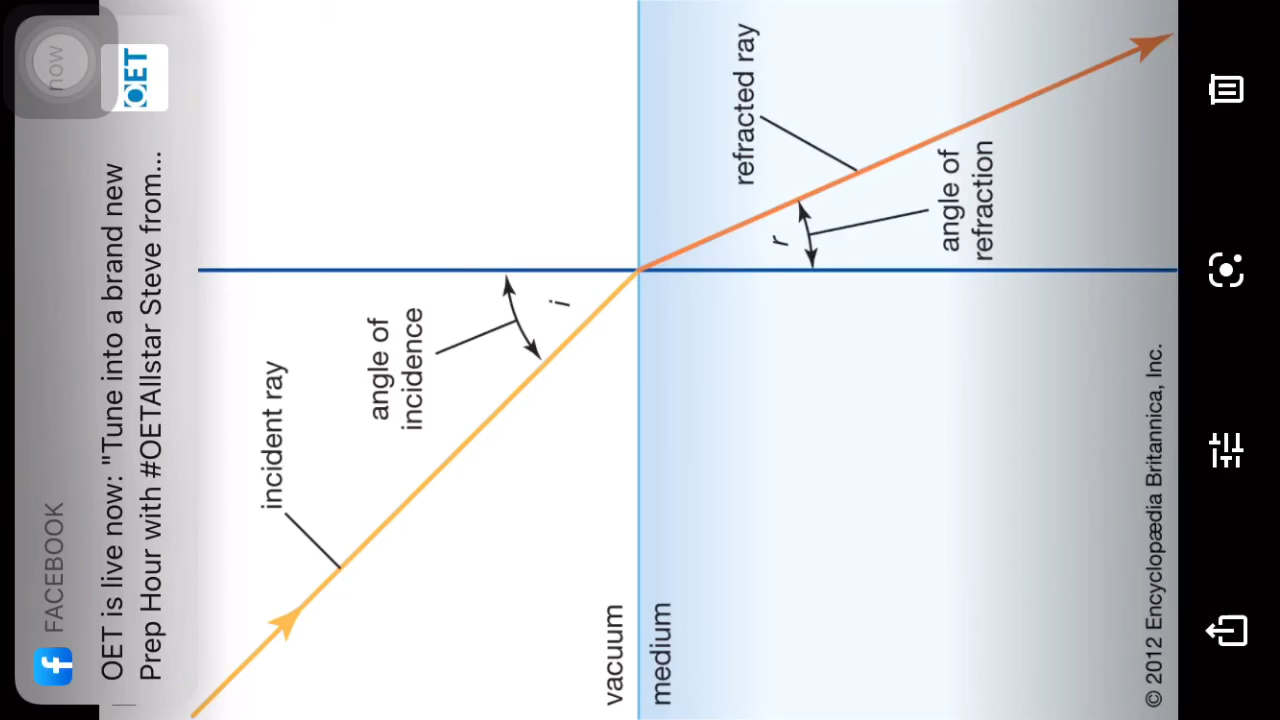 FACEBOOK
now
OET is live now: "Tune into a brand new
Prep Hour with #OETAllstar Steve from...
OET
incident ray
angle of
incidence
i
vacuum
medium
refracted ray
r
angle of
refraction
© 2012 Encyclopædia Britannica, Inc.